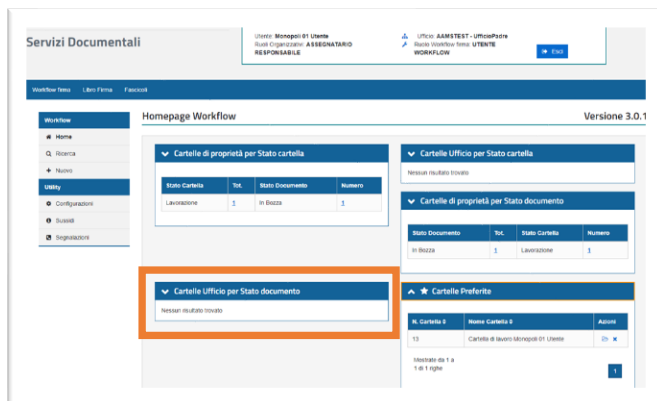 Servizi Documentali
Utente: Monopoli 01 Utente
Ruoli Organizzativi: ASSEGNATARIO
RESPONSABILE
Ufficio: AAMSTEST - UfficioPadre
Ruolo Workflow firma: UTENTE
WORKFLOW
Esci
Workflow firma Libro Firma Fascicoli
Workflow
Home
Ricerca
Nuovo
Utility
Configurazioni
Sussidi
Segnalazioni
Homepage Workflow
Versione 3.0.1
Cartelle di proprietà per Stato cartella
Stato Cartella Tot. Stato Documento Numero
Lavorazione 1 In Bozza 1
Cartelle Ufficio per Stato documento
Nessun risultato trovato
Cartelle Ufficio per Stato cartella
Nessun risultato trovato
Cartelle di proprietà per Stato documento
Stato Documento Tot. Stato Cartella Numero
In Bozza 1 Lavorazione 1
Cartelle Preferite
N. Cartella Nome Cartella Azioni
13 Cartella di lavoro Monopoli 01 Utente
Mostrate da 1 a
1 di 1 righe
1